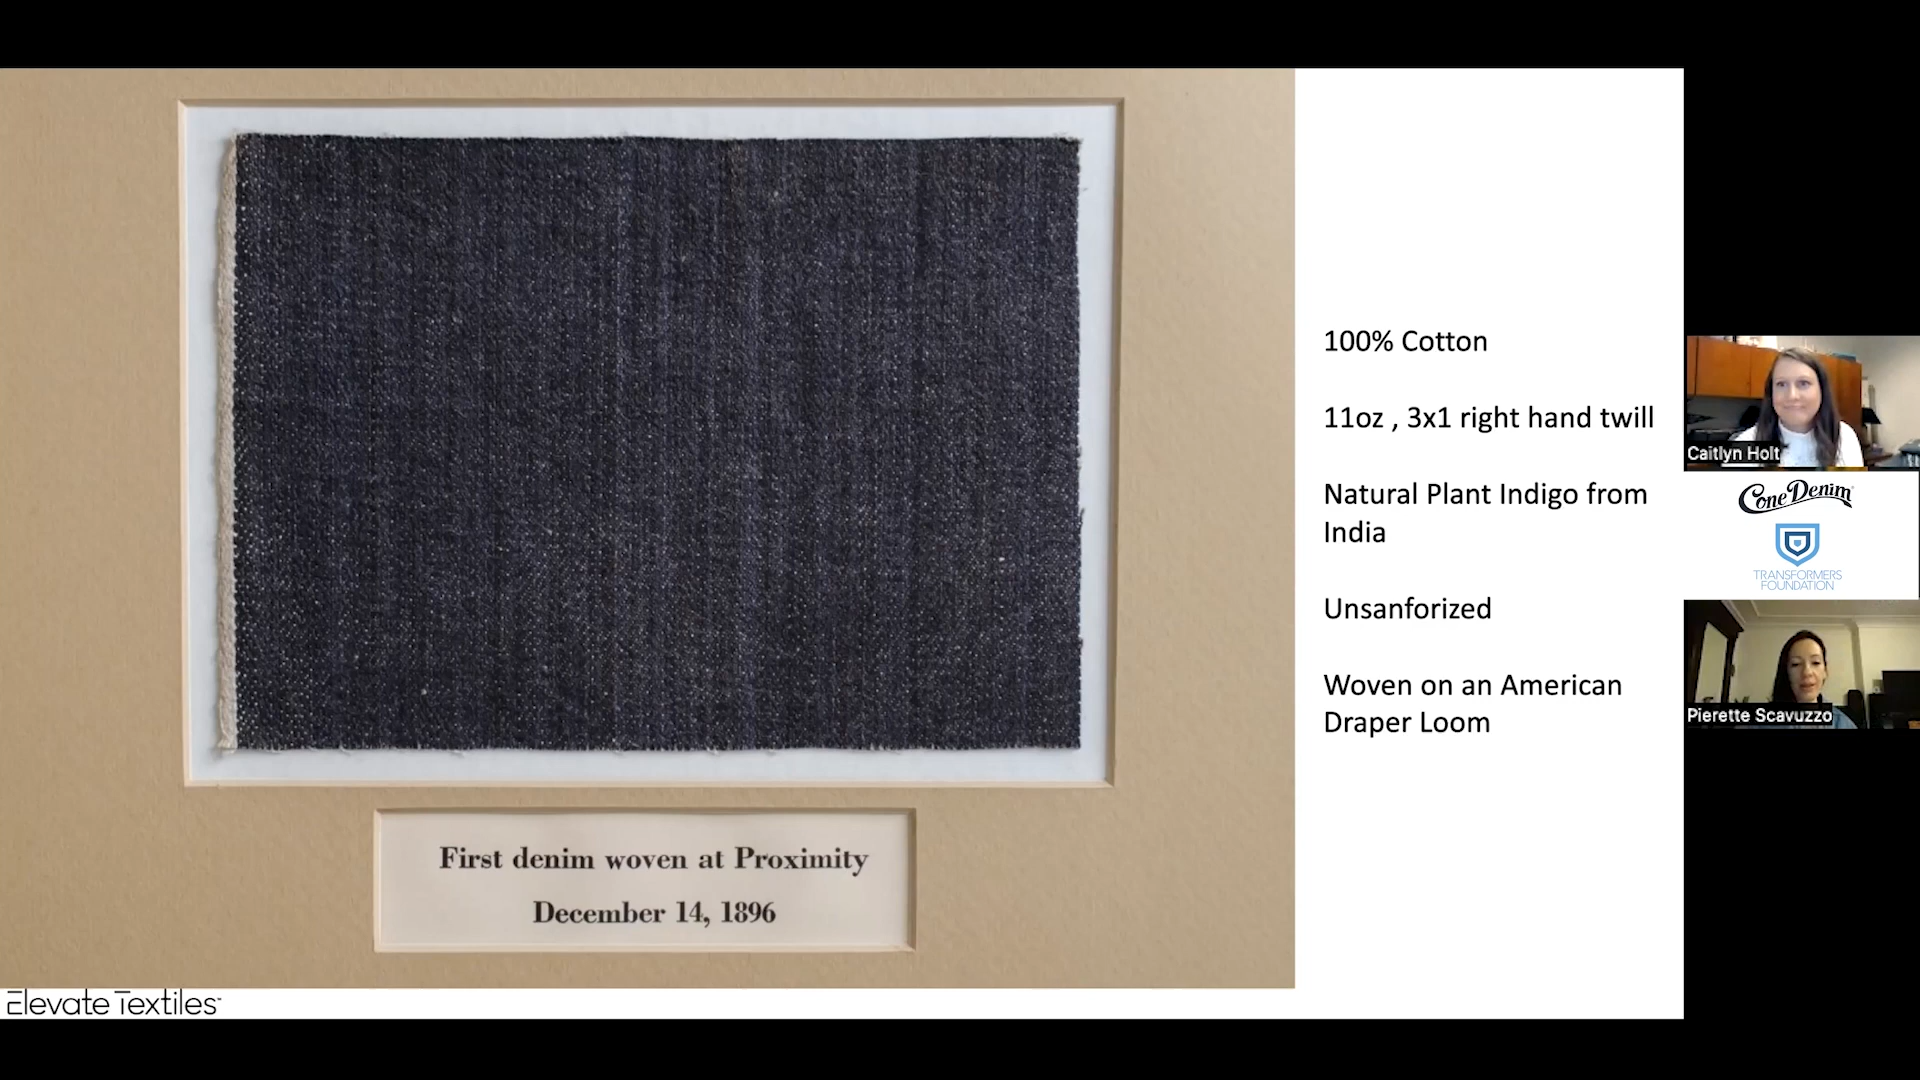 100% Cotton
11oz , 3x1 right hand twill
Natural Plant Indigo from
India
Unsanforized
Woven on an American
Draper Loom
First denim woven at Proximity
December 14, 1896
Elevate Textiles
Caitlyn Holt
Cone Denim
TRANSFORMERS
FOUNDATION
Pierette Scavuzzo